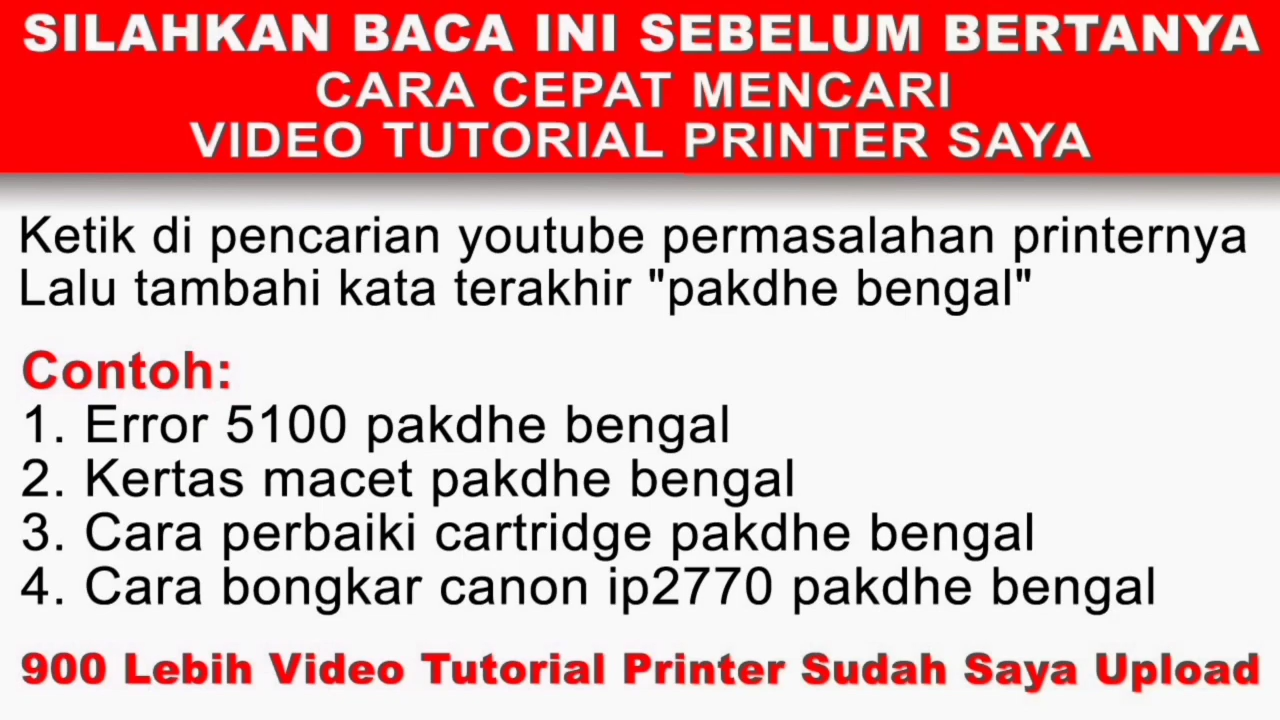 SILAHKAN BACA INI SEBELUM BERTANYA
CARA CEPAT MENCARI
VIDEO TUTORIAL PRINTER SAYA
Ketik di pencarian youtube permasalahan printernya
Lalu tambahi kata terakhir "pakdhe bengal"
Contoh:
1. Error 5100 pakdhe bengal
2. Kertas macet pakdhe bengal
3. Cara perbaiki cartridge pakdhe bengal
4. Cara bongkar canon ip2770 pakdhe bengal
900 Lebih Video Tutorial Printer Sudah Saya Upload